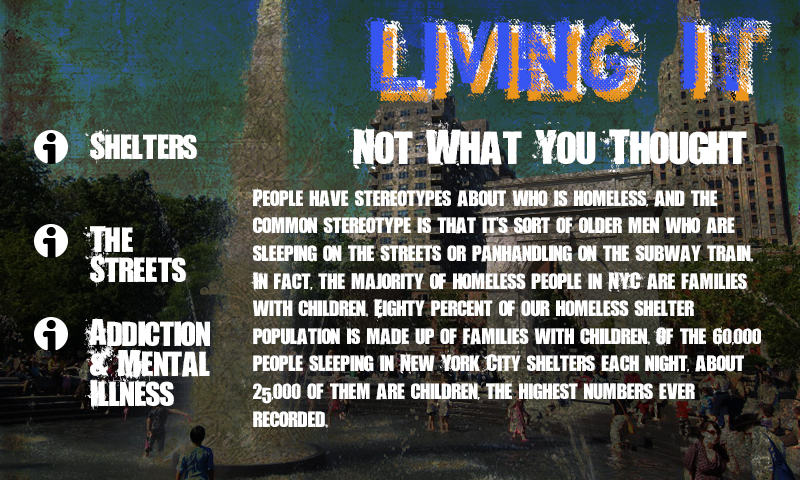 Living It
Shelters
The
Streets
Addiction
& Mental
Illness
Not What You Thought
People have stereotypes about who is homeless, and the
common stereotype is that it's sort of older men who are
sleeping on the streets or panhandling on the subway train.
In fact, the majority of homeless people in NYC are families
with children. Eighty percent of our homeless shelter
population is made up of families with children. Of the 60,000
people sleeping in New York City shelters each night, about
25,000 of them are children, the highest numbers ever
recorded.